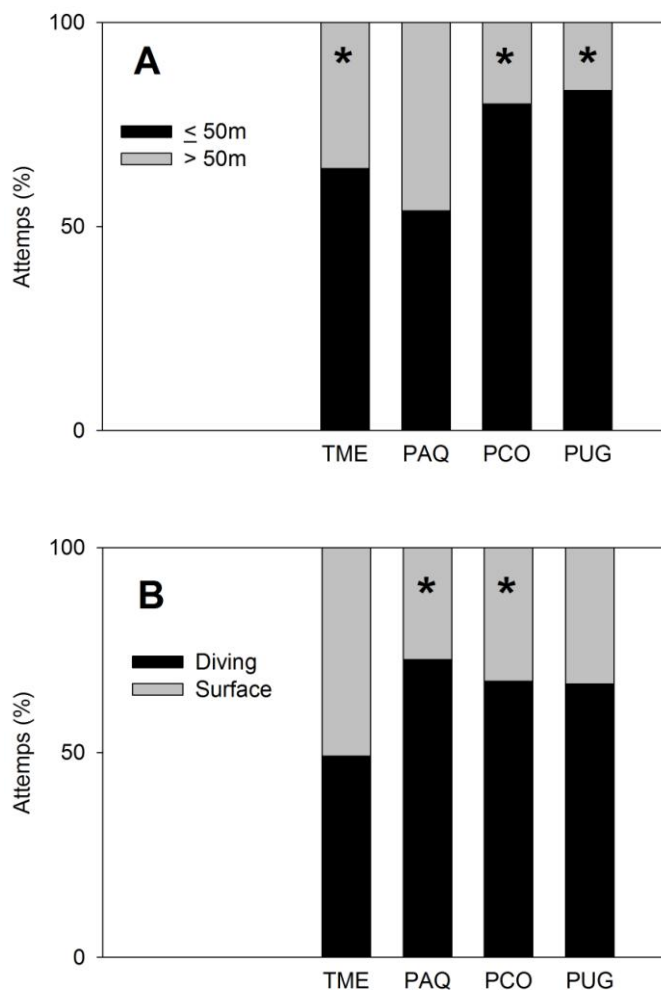 100
A
* * *
≤ 50m
> 50m
50
Attemps (%)
0
TME PAQ PCO PUG
100
B
* *
Diving
Surface
50
Attemps (%)
0
TME PAQ PCO PUG